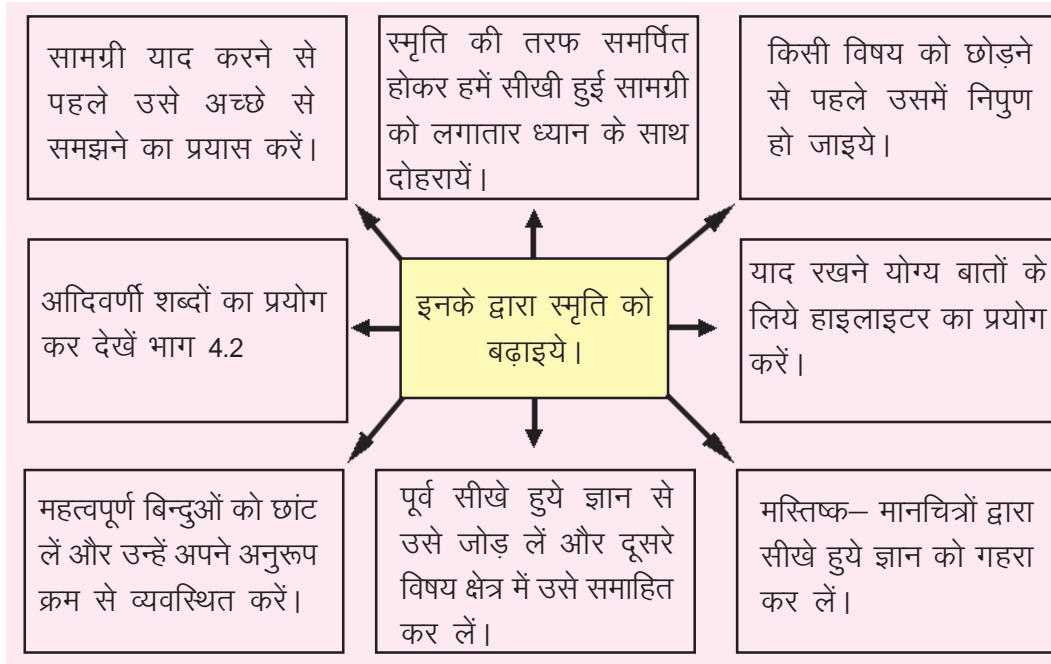 सामग्री याद करने से
पहले उसे अच्छे से
समझने का प्रयास करें।
स्मृति की तरफ समर्पित
होकर हमें सीखी हुई सामग्री
को लगातार ध्यान के साथ
दोहरायें।
किसी विषय को छोड़ने
से पहले उसमें निपुण
हो जाइये।
आदिवर्णी शब्दों का प्रयोग
कर देखें भाग 4.2
इनके द्वारा स्मृति को
बढ़ाइये।
याद रखने योग्य बातों के
लिये हाइलाइटर का प्रयोग
करें।
महत्वपूर्ण बिन्दुओं को छांट
लें और उन्हें अपने अनुरूप
क्रम से व्यवस्थित करें।
पूर्व सीखे हुये ज्ञान से
उसे जोड़ लें और दूसरे
विषय क्षेत्र में उसे समाहित
कर लें।
मस्तिष्क– मानचित्रों द्वारा
सीखे हुये ज्ञान को गहरा
कर लें।